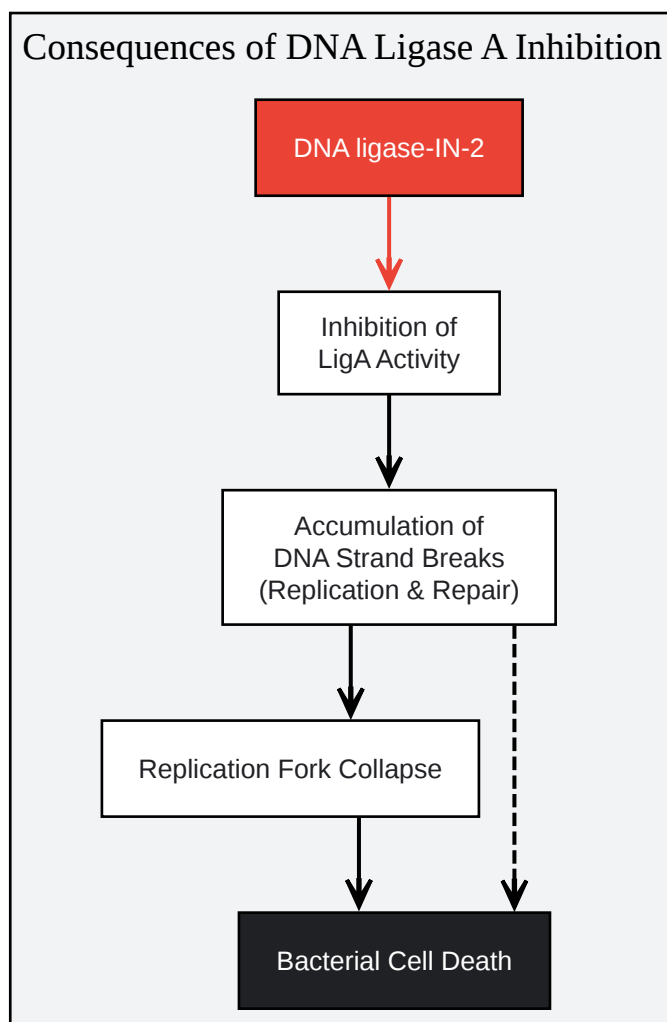 Consequences of DNA Ligase A Inhibition
DNA ligase-IN-2
Inhibition of
LigA Activity
Accumulation of
DNA Strand Breaks
(Replication & Repair)
Replication Fork Collapse
Bacterial Cell Death